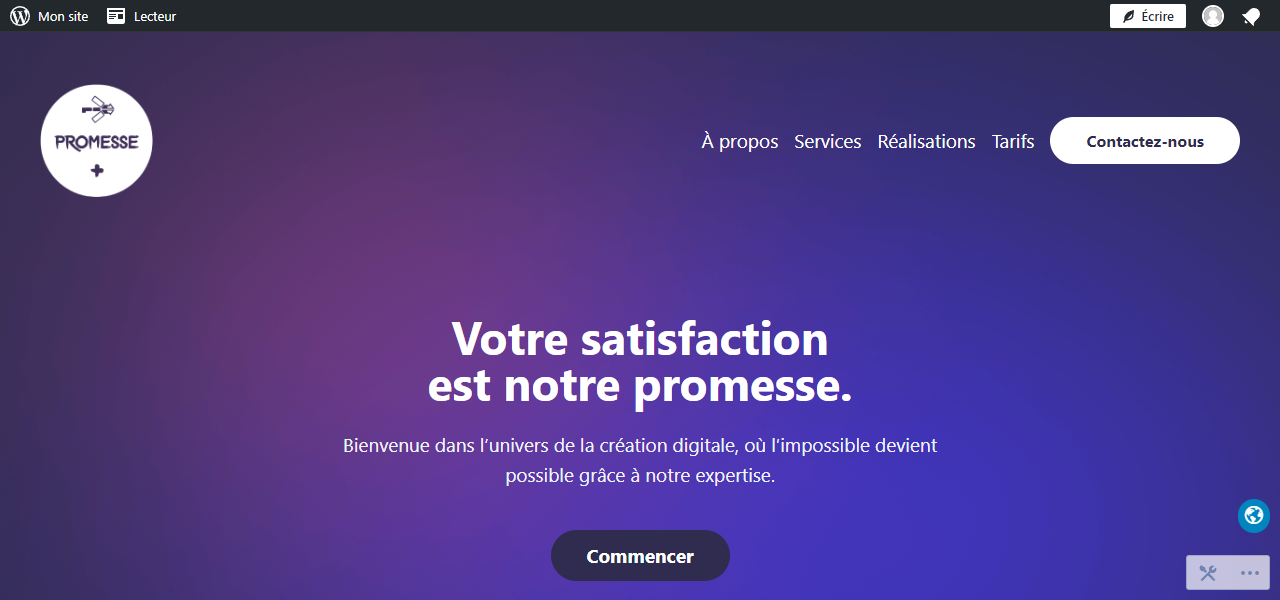 Mon site
Lecteur
Écrire
PROMESSE
À propos
Services
Réalisations
Tarifs
Contactez-nous
Votre satisfaction
est notre promesse.
Bienvenue dans l’univers de la création digitale, où l’impossible devient
possible grâce à notre expertise.
Commencer